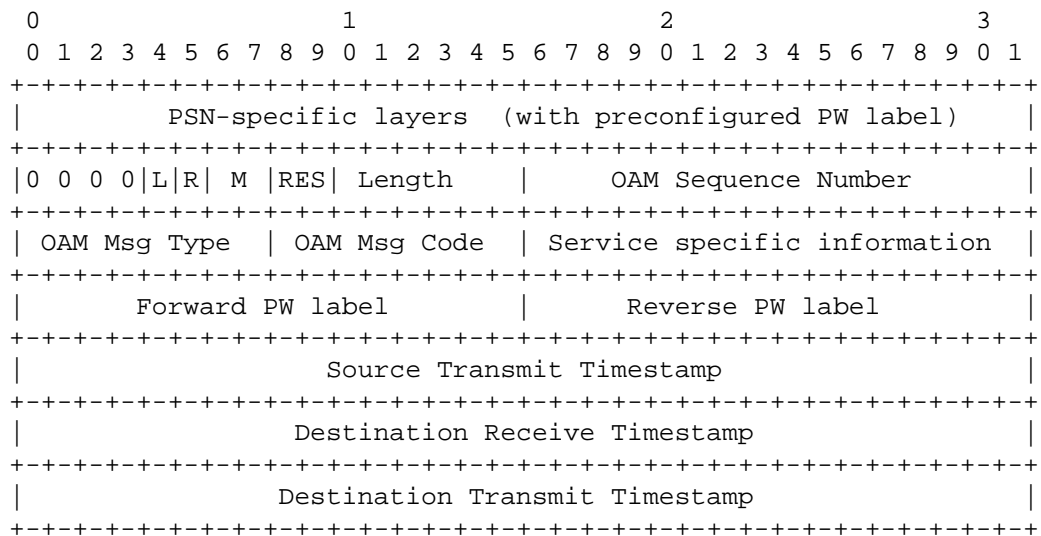 0                   1                   2                   3
 0 1 2 3 4 5 6 7 8 9 0 1 2 3 4 5 6 7 8 9 0 1 2 3 4 5 6 7 8 9 0 1
+-+-+-+-+-+-+-+-+-+-+-+-+-+-+-+-+-+-+-+-+-+-+-+-+-+-+-+-+-+-+-+-+
|         PSN-specific layers  (with preconfigured PW label)    |
+-+-+-+-+-+-+-+-+-+-+-+-+-+-+-+-+-+-+-+-+-+-+-+-+-+-+-+-+-+-+-+-+
|0 0 0 0|L|R| M |RES| Length    |     OAM Sequence Number       |
+-+-+-+-+-+-+-+-+-+-+-+-+-+-+-+-+-+-+-+-+-+-+-+-+-+-+-+-+-+-+-+-+
| OAM Msg Type  | OAM Msg Code  | Service specific information  |
+-+-+-+-+-+-+-+-+-+-+-+-+-+-+-+-+-+-+-+-+-+-+-+-+-+-+-+-+-+-+-+-+
|       Forward PW label        |      Reverse PW label         |
+-+-+-+-+-+-+-+-+-+-+-+-+-+-+-+-+-+-+-+-+-+-+-+-+-+-+-+-+-+-+-+-+
|                   Source Transmit Timestamp                   |
+-+-+-+-+-+-+-+-+-+-+-+-+-+-+-+-+-+-+-+-+-+-+-+-+-+-+-+-+-+-+-+-+
|                 Destination Receive Timestamp                 |
+-+-+-+-+-+-+-+-+-+-+-+-+-+-+-+-+-+-+-+-+-+-+-+-+-+-+-+-+-+-+-+-+
|                Destination Transmit Timestamp                 |
+-+-+-+-+-+-+-+-+-+-+-+-+-+-+-+-+-+-+-+-+-+-+-+-+-+-+-+-+-+-+-+-+